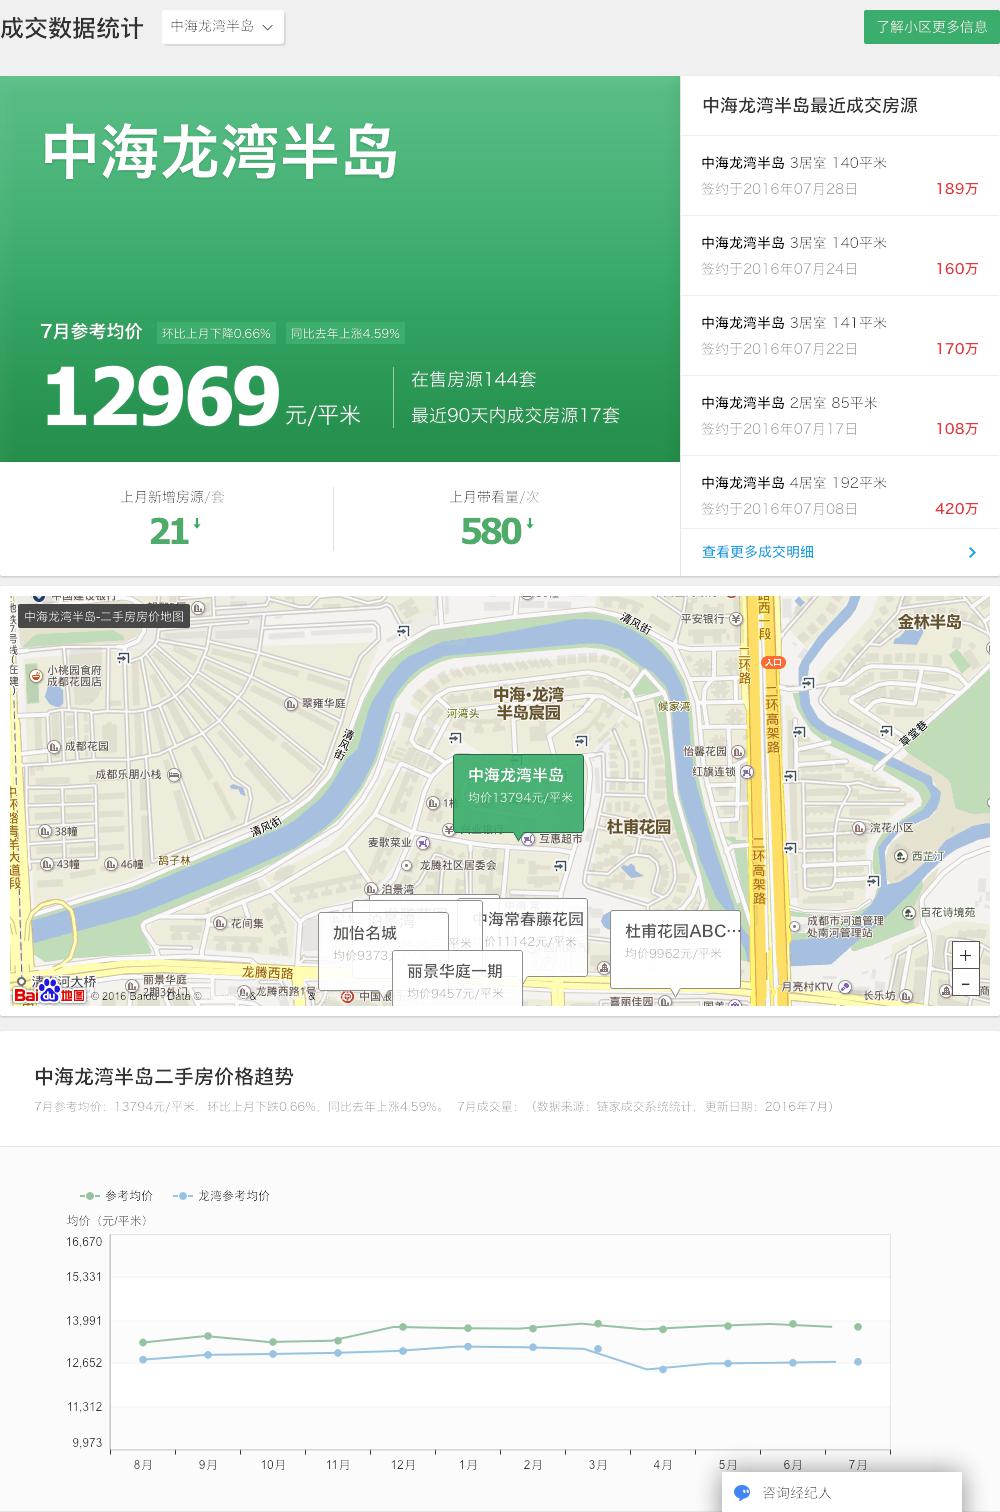 成交数据统计
中海龙湾半岛
了解小区更多信息
中海龙湾半岛
7月参考均价
环比上月下降0.66%
同比去年上涨4.59%
12969元/平米
在售房源144套
最近90天内成交房源17套
上月新增房源/套
21
上月带看量/次
580
中海龙湾半岛最近成交房源
中海龙湾半岛 3居室 140平米
签约于2016年07月28日
189万
中海龙湾半岛 3居室 140平米
签约于2016年07月24日
160万
中海龙湾半岛 3居室 141平米
签约于2016年07月22日
170万
中海龙湾半岛 2居室 85平米
签约于2016年07月17日
108万
中海龙湾半岛 4居室 192平米
签约于2016年07月08日
420万
查看更多成交明细
中海龙湾半岛-二手房房价地图
清风街
平安银行
金林半岛
路西一段
入口
小桃园食府
成都花园店
翠雍华庭
中海·龙湾
半岛宸园
河湾头
候家湾
二环路
二环高架路
草堂巷
清风街
成都花园
怡馨花园
成都乐朋小栈
红旗连锁
中海龙湾半岛
均价13794元/平米
38幢
清风街
麦歌菜业
互惠超市
杜甫花园
浣花小区
43幢
46幢
鸹子林
龙腾社区居委会
西芷汀
二环高架路
泊景湾
花间集
百花诗境苑
成都市河道管理
处南河管理站
加怡名城
均价9373
平米
中海常春藤花园
价11142元/平米
杜甫花园ABC…
均价9962元/平米
丽景华庭一期
均价9457元/平米
龙腾西路
丽景华庭
龙腾西路1号
中国银
喜丽佳园
月亮村KTV
长乐坊
Bai 地图
© 2016 Baidu - Data ©
+
-
中海龙湾半岛二手房价格趋势
7月参考均价：13794元/平米，环比上月下跌0.66%，同比去年上涨4.59%。 7月成交量：（数据来源：链家成交系统统计，更新日期：2016年7月）
参考均价
龙湾参考均价
均价（元/平米）
16,670
15,331
13,991
12,652
11,312
9,973
8月
9月
10月
11月
12月
1月
2月
3月
4月
5月
6月
7月
咨询经纪人